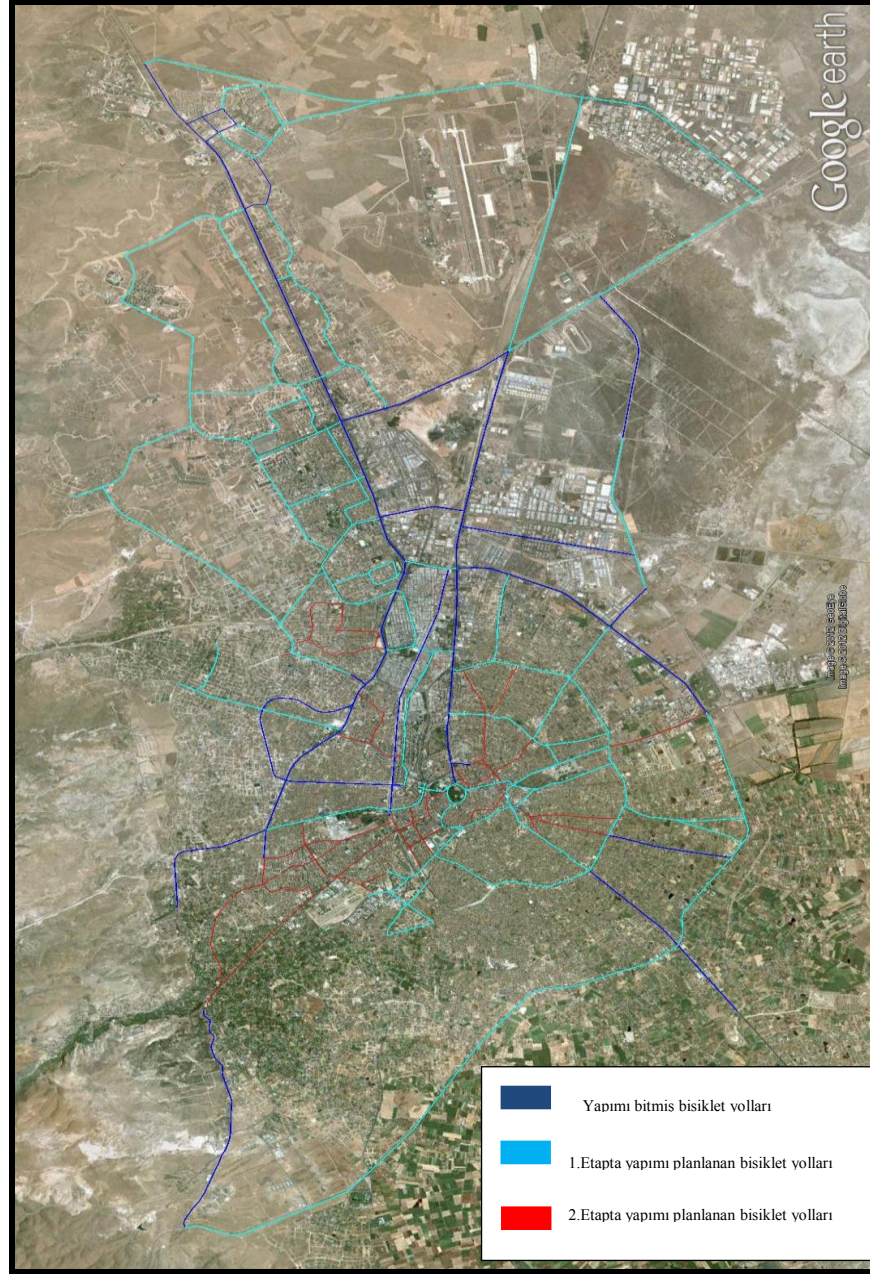 Google earth
Yapımı bitmiş bisiklet yolları
1.Etapta yapımı planlanan bisiklet yolları
2.Etapta yapımı planlanan bisiklet yolları